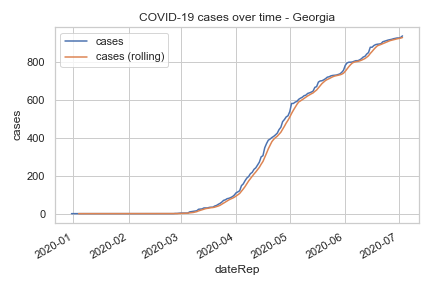 COVID-19 cases over time - Georgia
cases
cases (rolling)
cases
800
600
400
200
0
2020-01
2020-02
2020-03
2020-04
2020-05
2020-06
2020-07
dateRep